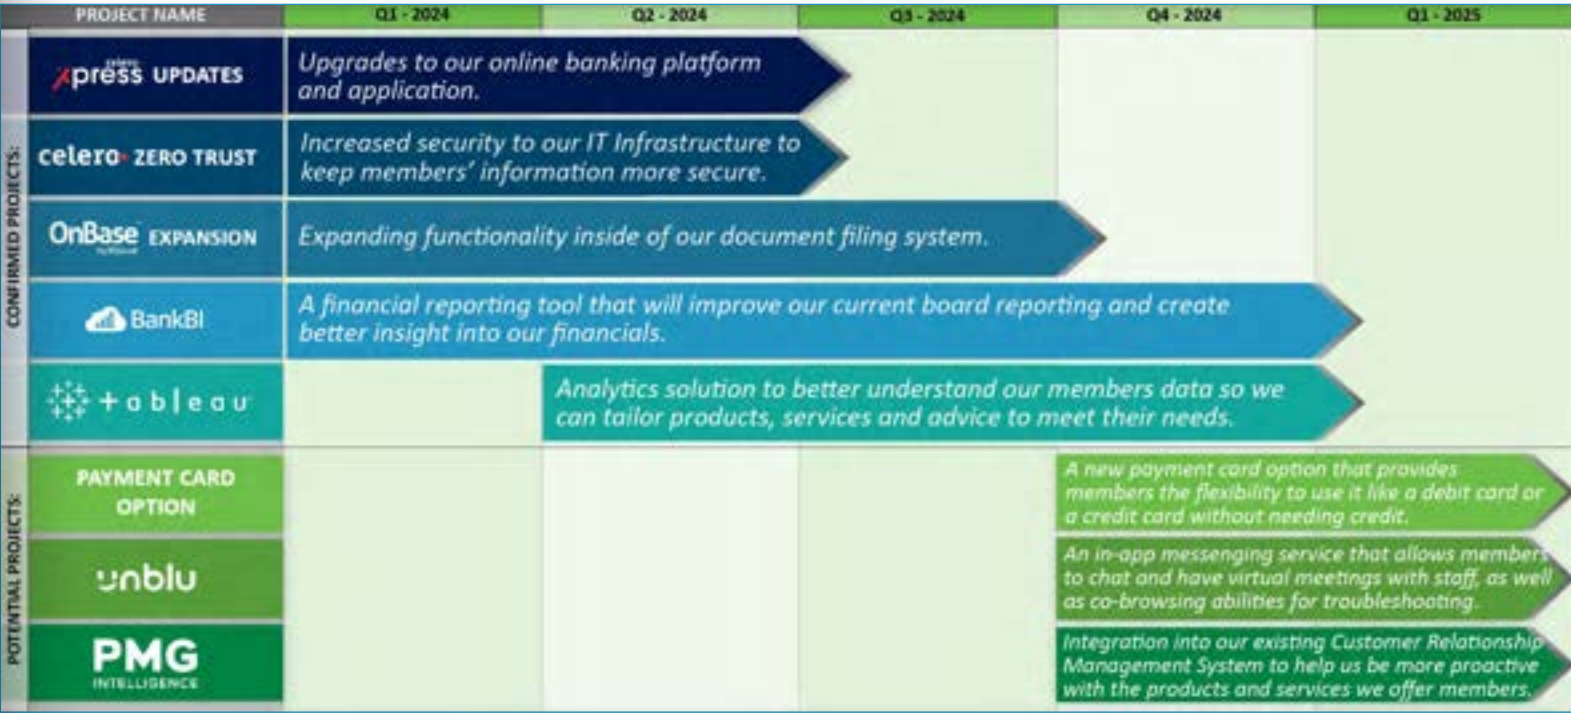 PROJECT NAME
Q1 - 2024
Q2 - 2024
Q3 - 2024
Q4 - 2024
Q1 - 2025
CONFIRMED PROJECTS:
celero
xpress UPDATES
Upgrades to our online banking platform
and application.
celero ZERO TRUST
Increased security to our IT Infrastructure to
keep members' information more secure.
OnBase EXPANSION
Expanding functionality inside of our document filing system.
BankBI
A financial reporting tool that will improve our current board reporting and create
better insight into our financials.
+ableau
Analytics solution to better understand our members data so we
can tailor products, services and advice to meet their needs.
POTENTIAL PROJECTS:
PAYMENT CARD
OPTION
A new payment card option that provides
members the flexibility to use it like a debit card or
a credit card without needing credit.
unblu
An in-app messenging service that allows members
to chat and have virtual meetings with staff, as well
as co-browsing abilities for troubleshooting.
PMG
INTELLIGENCE
Integration into our existing Customer Relationship
Management System to help us be more proactive
with the products and services we offer members.